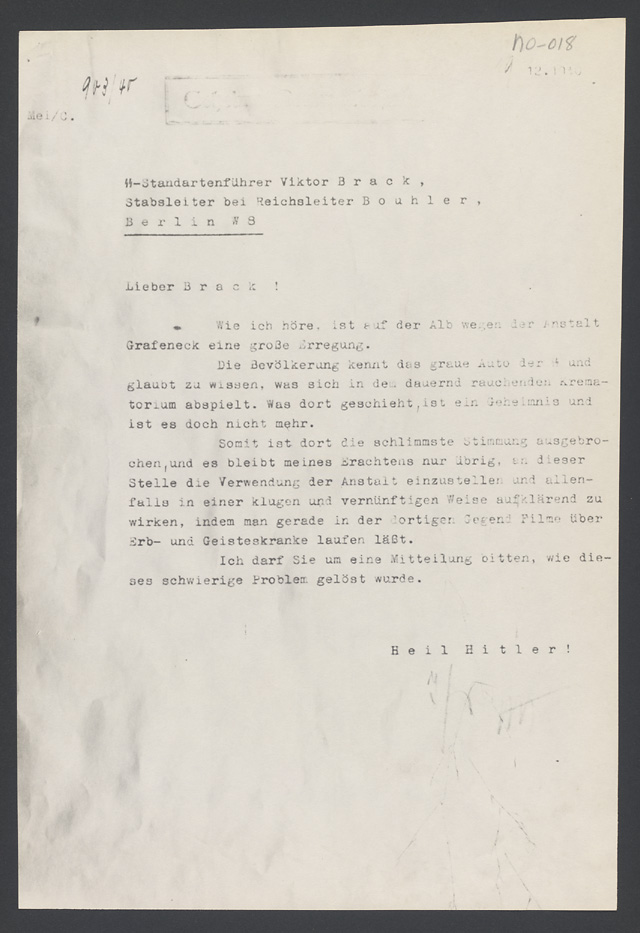 NO-018
12.1940
903/40
Mei/C.
SS-Standartenführer Viktor B r a c k ,
Stabsleiter bei Reichsleiter B o u h l e r ,
B e r l i n W 8
Lieber B r a c k !
Wie ich höre, ist auf der Alb wegen der Anstalt
Grafeneck eine große Erregung.
Die Bevölkerung kennt das graue Auto der SS und
glaubt zu wissen, was sich in dem dauernd rauchenden Krema-
torium abspielt. Was dort geschieht, ist ein Geheimnis und
ist es doch nicht mehr.
Somit ist dort die schlimmste Stimmung ausgebro-
chen, und es bleibt meines Erachtens nur übrig, an dieser
Stelle die Verwendung der Anstalt einzustellen und allen-
falls in einer klugen und vernünftigen Weise aufklärend zu
wirken, indem man gerade in der dortigen Gegend Filme über
Erb- und Geisteskranke laufen läßt.
Ich darf Sie um eine Mitteilung bitten, wie die-
ses schwierige Problem gelöst wurde.
H e i l H i t l e r !